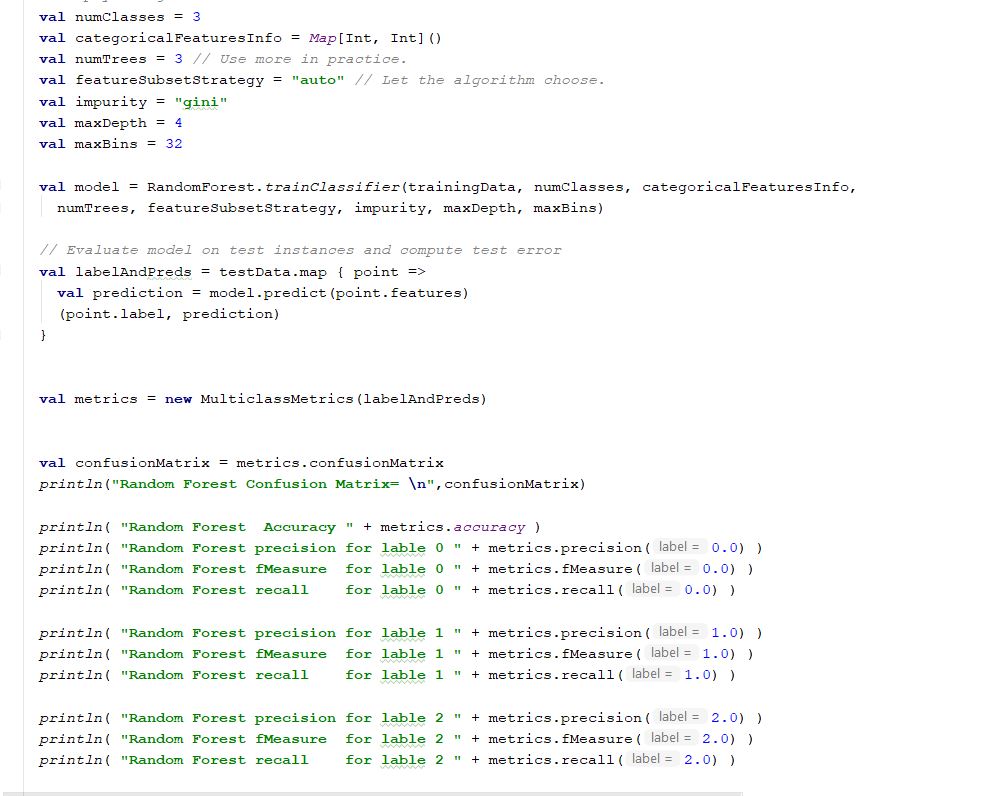 val numClasses = 3
val categoricalFeaturesInfo = Map[Int, Int]()
val numTrees = 3 // Use more in practice.
val featureSubsetStrategy = "auto" // Let the algorithm choose.
val impurity = "gini"
val maxDepth = 4
val maxBins = 32
val model = RandomForest.trainClassifier(trainingData, numClasses, categoricalFeaturesInfo,
numTrees, featureSubsetStrategy, impurity, maxDepth, maxBins)
// Evaluate model on test instances and compute test error
val labelAndPreds = testData.map { point =>
val prediction = model.predict(point.features)
(point.label, prediction)
}
val metrics = new MulticlassMetrics(labelAndPreds)
val confusionMatrix = metrics.confusionMatrix
println("Random Forest Confusion Matrix= \n",confusionMatrix)
println( "Random Forest  Accuracy " + metrics.accuracy )
println( "Random Forest precision for lable 0 " + metrics.precision( label = 0.0) )
println( "Random Forest fMeasure  for lable 0 " + metrics.fMeasure( label = 0.0) )
println( "Random Forest recall    for lable 0 " + metrics.recall( label = 0.0) )
println( "Random Forest precision for lable 1 " + metrics.precision( label = 1.0) )
println( "Random Forest fMeasure  for lable 1 " + metrics.fMeasure( label = 1.0) )
println( "Random Forest recall    for lable 1 " + metrics.recall( label = 1.0) )
println( "Random Forest precision for lable 2 " + metrics.precision( label = 2.0) )
println( "Random Forest fMeasure  for lable 2 " + metrics.fMeasure( label = 2.0) )
println( "Random Forest recall    for lable 2 " + metrics.recall( label = 2.0) )